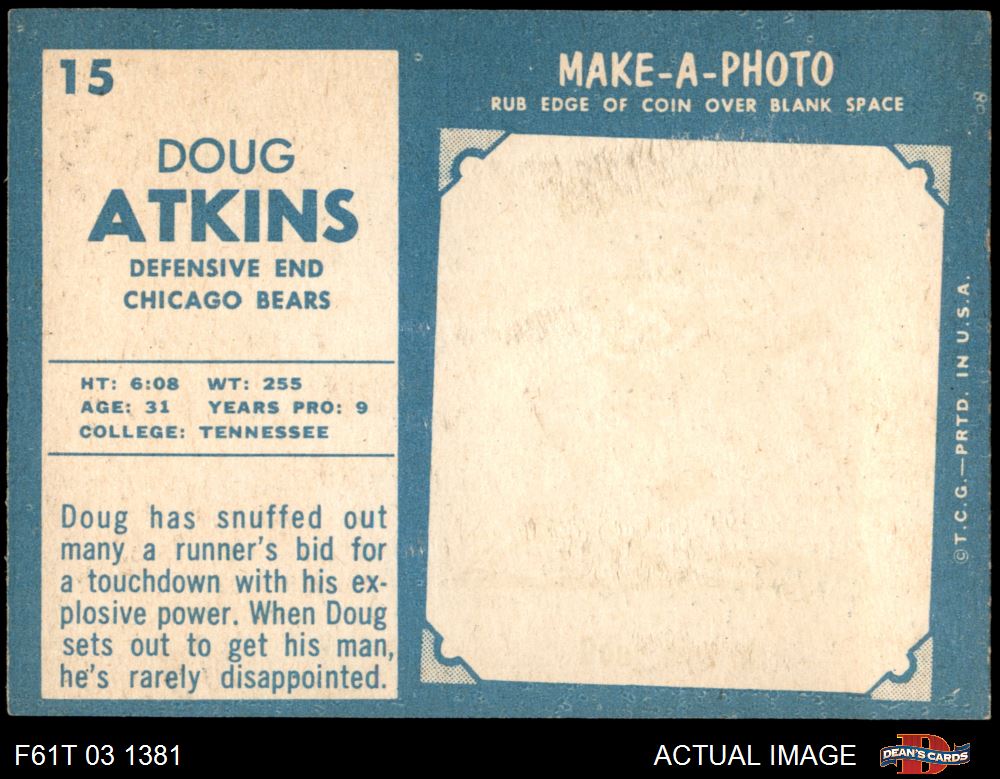 15
DOUG
ATKINS
DEFENSIVE END
CHICAGO BEARS
HT: 6:08 WT: 255
AGE: 31 YEARS PRO: 9
COLLEGE: TENNESSEE
Doug has snuffed out
many a runner's bid for
a touchdown with his ex-
plosive power. When Doug
sets out to get his man,
he's rarely disappointed.
MAKE-A-PHOTO
RUB EDGE OF COIN OVER BLANK SPACE
©T.C.G.—PRTD. IN U.S.A.
F61T 03 1381
ACTUAL IMAGE
DEAN'S CARDS